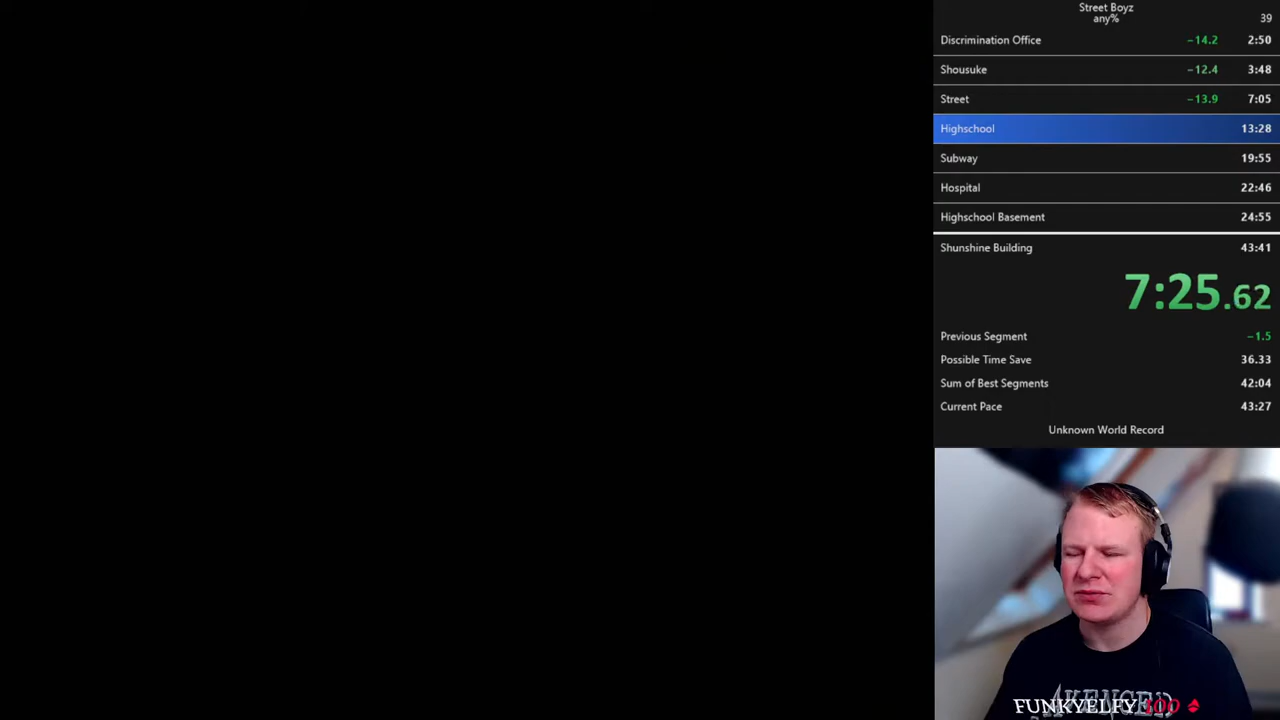 Street Boyz
any%
39
Discrimination Office -14.2 2:50
Shousuke -12.4 3:48
Street -13.9 7:05
Highschool 13:28
Subway 19:55
Hospital 22:46
Highschool Basement 24:55
Shunshine Building 43:41
7:25.62
Previous Segment -1.5
Possible Time Save 36.33
Sum of Best Segments 42:04
Current Pace 43:27
Unknown World Record
FUNKYELFY100